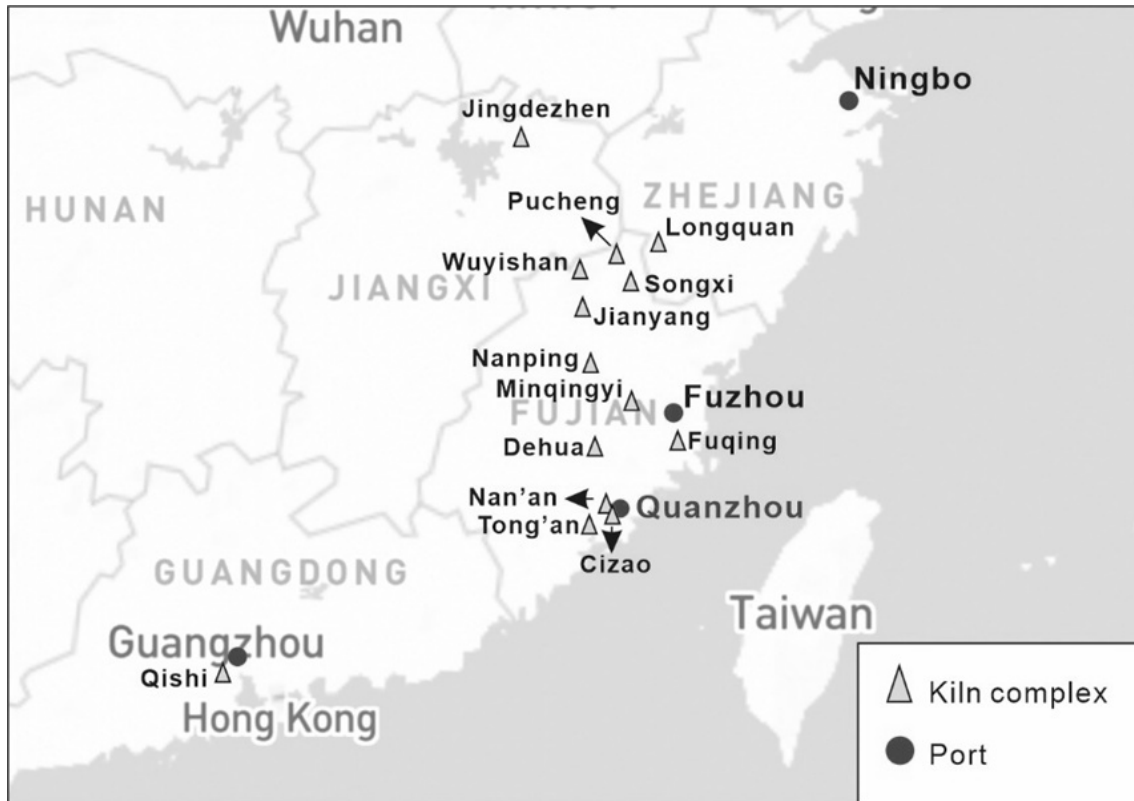 Wuhan
Ningbo
Jingdezhen
ZHEJIANG
HUNAN
Pucheng
Longquan
Wuyishan
JIANGXI
Songxi
Jianyang
Nanping
Minqingyi
Fuzhou
FUJIAN
Fuqing
Dehua
Nan'an
Quanzhou
Tong'an
Cizao
GUANGDONG
Taiwan
Guangzhou
Qishi
Hong Kong
Kiln complex
Port